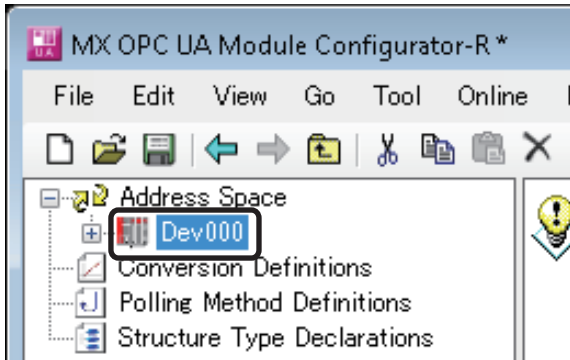 MX OPC UA Module Configurator-R *
File Edit View Go Tool Online
Address Space
Dev000
Conversion Definitions
Polling Method Definitions
Structure Type Declarations